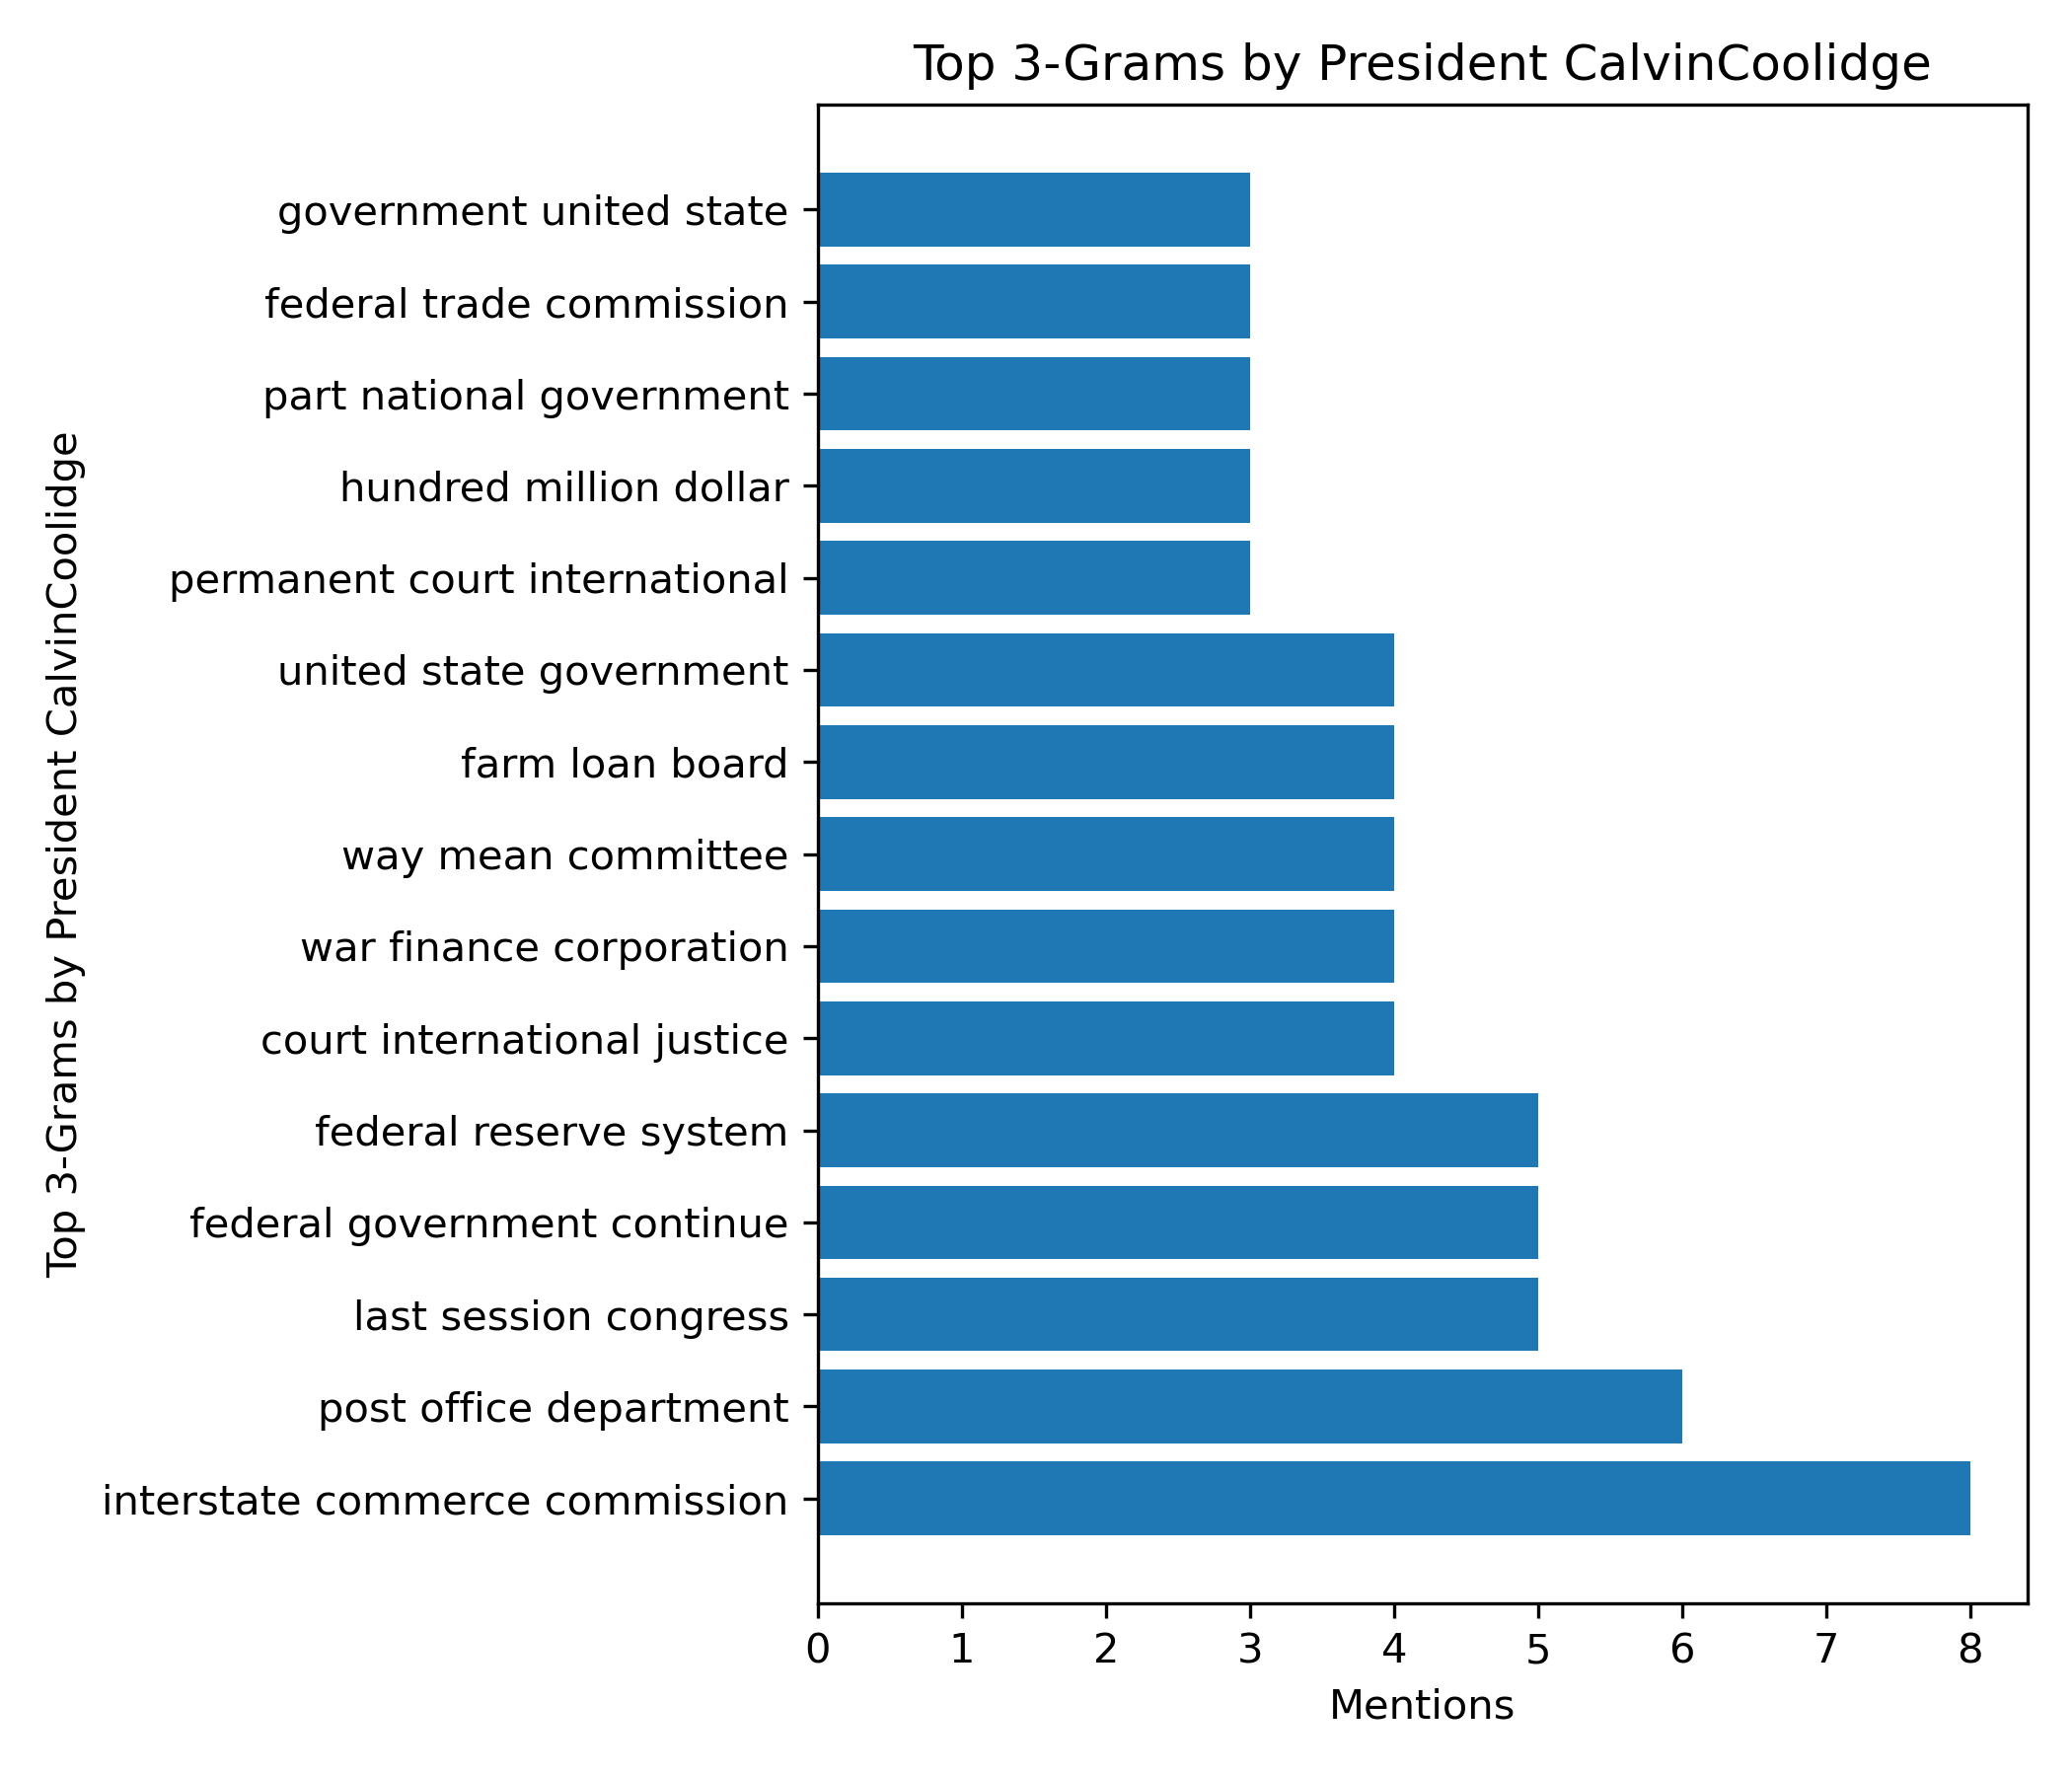 Top 3-Grams by President CalvinCoolidge
Top 3-Grams by President CalvinCoolidge
government united state
federal trade commission
part national government
hundred million dollar
permanent court international
united state government
farm loan board
way mean committee
war finance corporation
court international justice
federal reserve system
federal government continue
last session congress
post office department
interstate commerce commission
0 1 2 3 4 5 6 7 8
Mentions